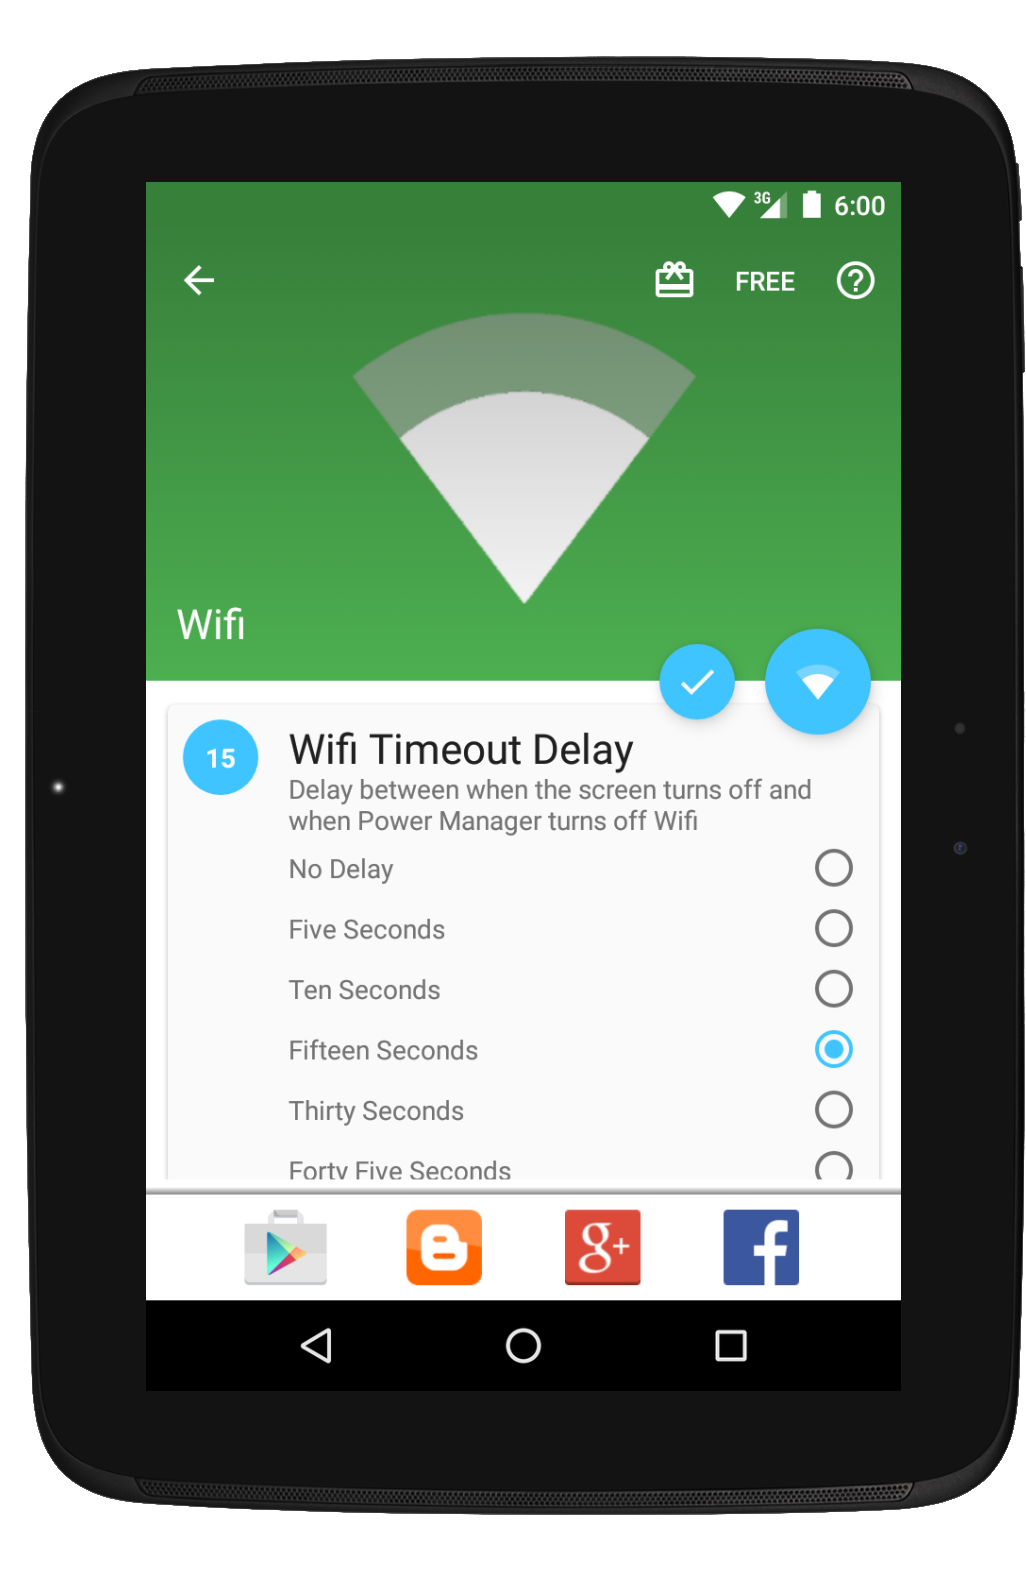 3G 6:00
FREE
Wifi
15
Wifi Timeout Delay
Delay between when the screen turns off and
when Power Manager turns off Wifi
No Delay
Five Seconds
Ten Seconds
Fifteen Seconds
Thirty Seconds
Forty Five Seconds
g+
f